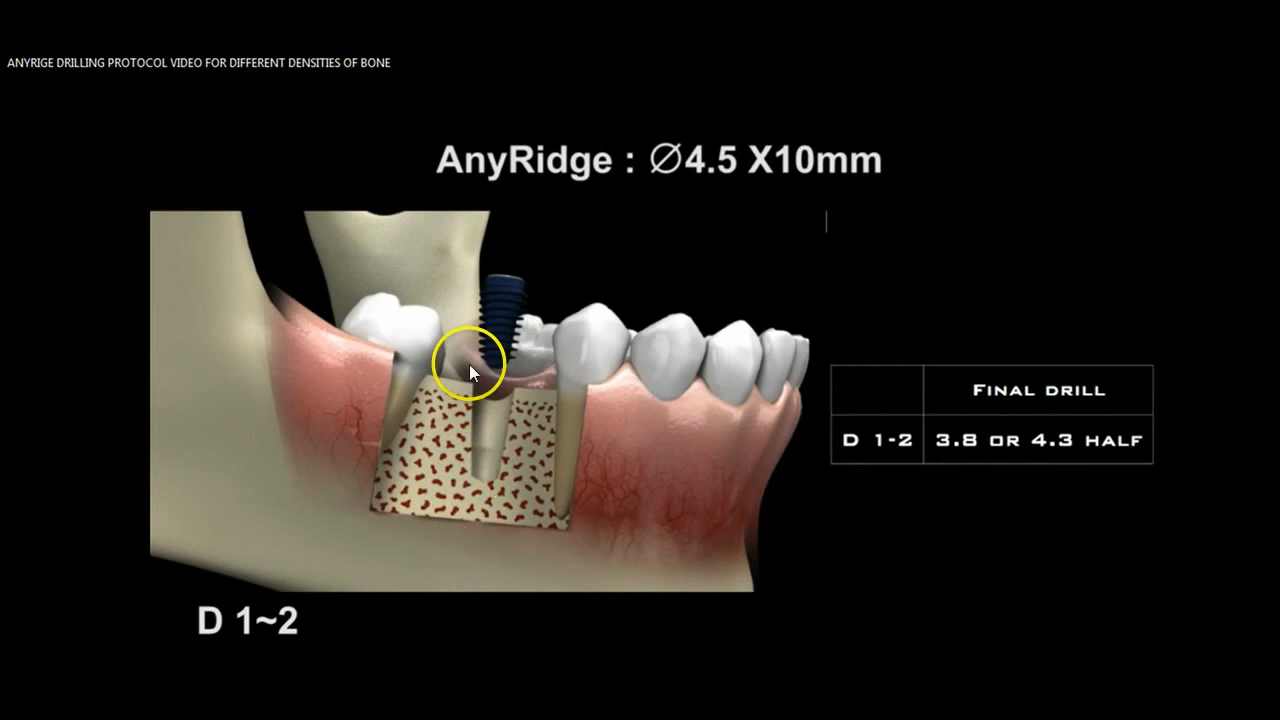 ANYRIGE DRILLING PROTOCOL VIDEO FOR DIFFERENT DENSITIES OF BONE
AnyRidge : ∅4.5 X10mm
FINAL DRILL
D 1-2 3.8 OR 4.3 HALF
D 1~2